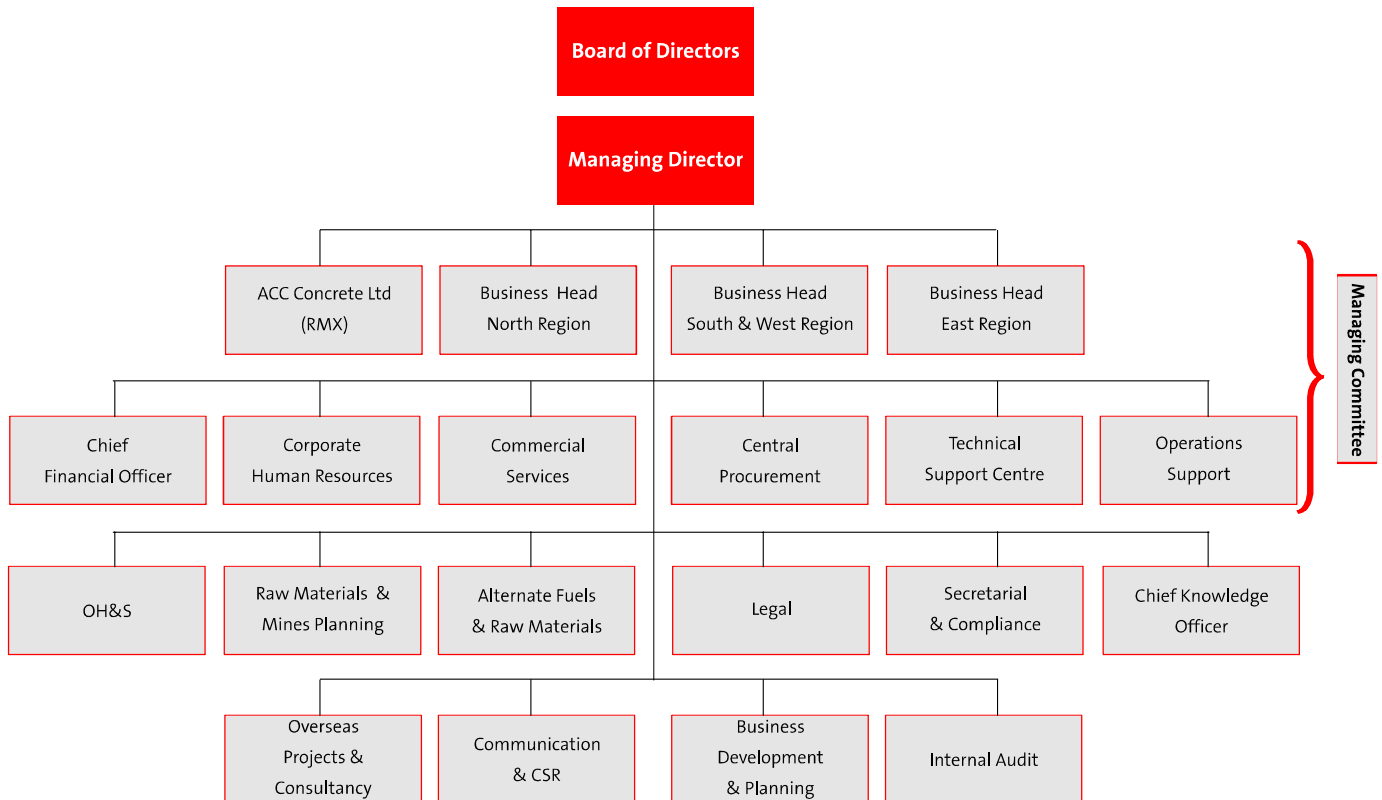 Board of Directors
Managing Director
ACC Concrete Ltd
(RMX)
Business Head
North Region
Business Head
South & West Region
Business Head
East Region
Managing Committee
Chief
Financial Officer
Corporate
Human Resources
Commercial
Services
Central
Procurement
Technical
Support Centre
Operations
Support
OH&S
Raw Materials &
Mines Planning
Alternate Fuels
& Raw Materials
Legal
Secretarial
& Compliance
Chief Knowledge
Officer
Overseas
Projects &
Consultancy
Communication
& CSR
Business
Development
& Planning
Internal Audit